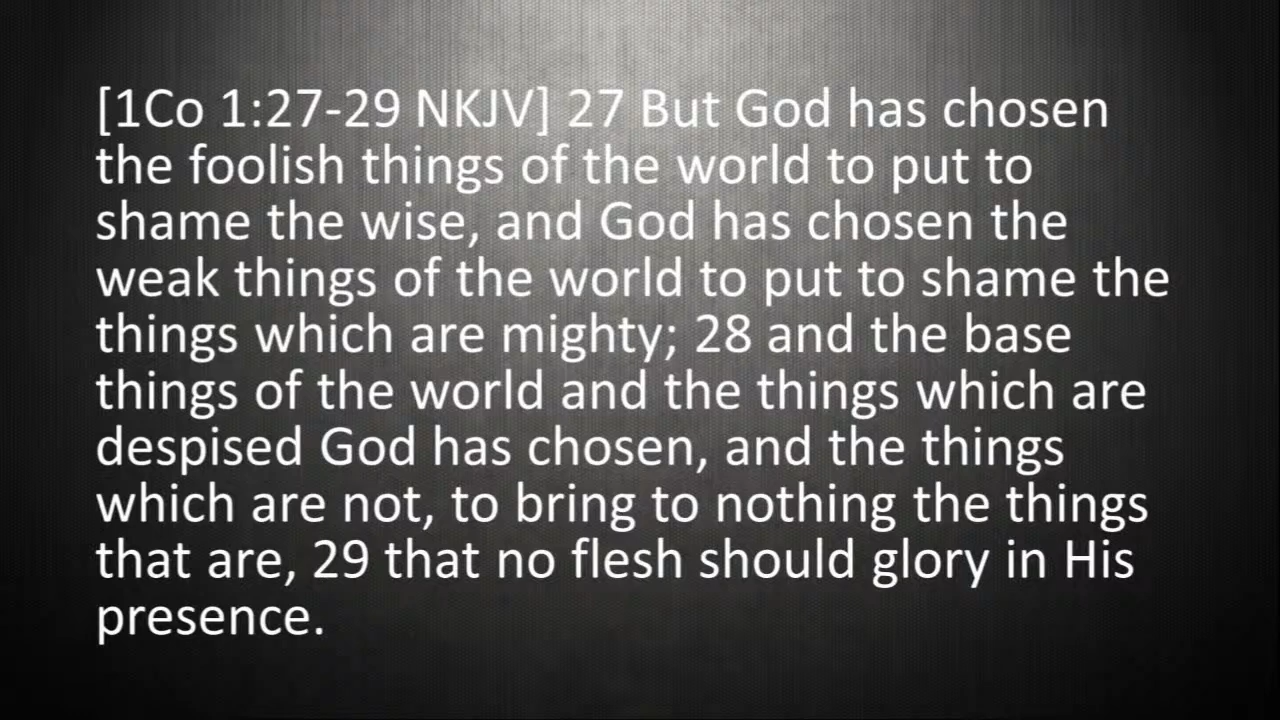 [1Co 1:27-29 NKJV] 27 But God has chosen
the foolish things of the world to put to
shame the wise, and God has chosen the
weak things of the world to put to shame the
things which are mighty; 28 and the base
things of the world and the things which are
despised God has chosen, and the things
which are not, to bring to nothing the things
that are, 29 that no flesh should glory in His
presence.